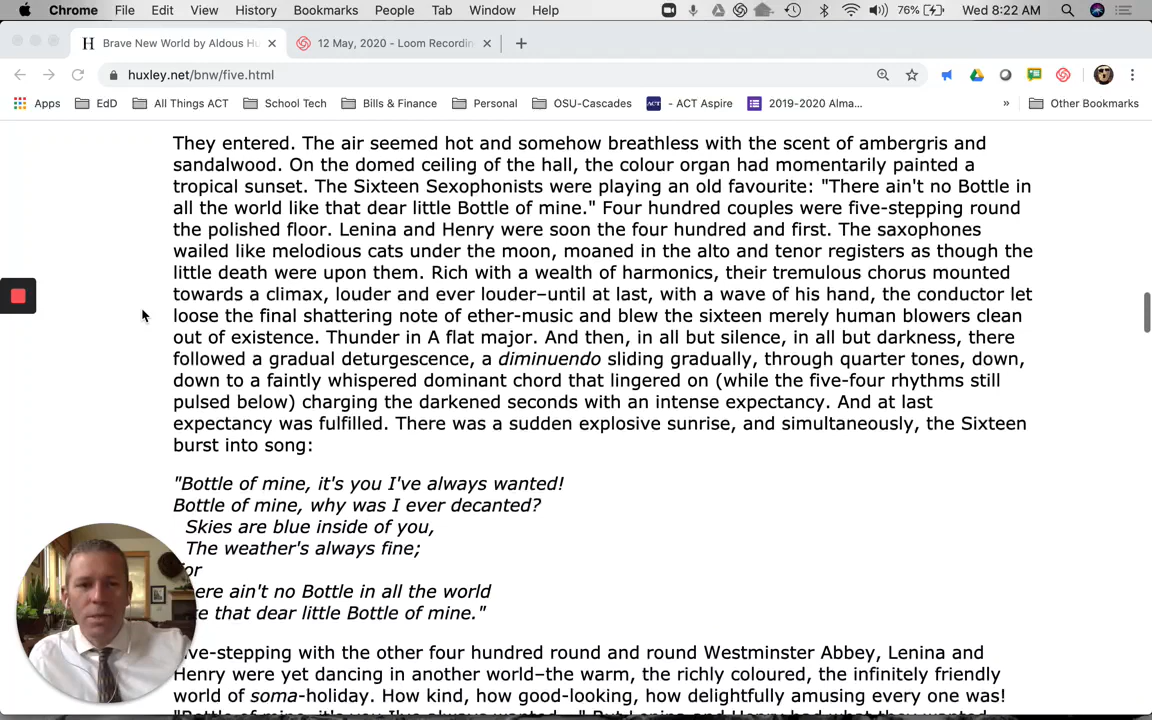 Chrome File Edit View History Bookmarks People Tab Window Help 76% Wed 8:22 AM
Brave New World by Aldous Hu 12 May, 2020 - Loom Recordin
huxley.net/bnw/five.html
Apps EdD All Things ACT School Tech Bills & Finance Personal OSU-Cascades ACT - ACT Aspire 2019-2020 Alma... » Other Bookmarks
They entered. The air seemed hot and somehow breathless with the scent of ambergris and
sandalwood. On the domed ceiling of the hall, the colour organ had momentarily painted a
tropical sunset. The Sixteen Sexophonists were playing an old favourite: "There ain't no Bottle in
all the world like that dear little Bottle of mine." Four hundred couples were five-stepping round
the polished floor. Lenina and Henry were soon the four hundred and first. The saxophones
wailed like melodious cats under the moon, moaned in the alto and tenor registers as though the
little death were upon them. Rich with a wealth of harmonics, their tremulous chorus mounted
towards a climax, louder and ever louder–until at last, with a wave of his hand, the conductor let
loose the final shattering note of ether-music and blew the sixteen merely human blowers clean
out of existence. Thunder in A flat major. And then, in all but silence, in all but darkness, there
followed a gradual deturgescence, a diminuendo sliding gradually, through quarter tones, down,
down to a faintly whispered dominant chord that lingered on (while the five-four rhythms still
pulsed below) charging the darkened seconds with an intense expectancy. And at last
expectancy was fulfilled. There was a sudden explosive sunrise, and simultaneously, the Sixteen
burst into song:
"Bottle of mine, it's you I've always wanted!
Bottle of mine, why was I ever decanted?
Skies are blue inside of you,
The weather's always fine;
or
ere ain't no Bottle in all the world
e that dear little Bottle of mine."
ve-stepping with the other four hundred round and round Westminster Abbey, Lenina and
Henry were yet dancing in another world–the warm, the richly coloured, the infinitely friendly
world of soma-holiday. How kind, how good-looking, how delightfully amusing every one was!